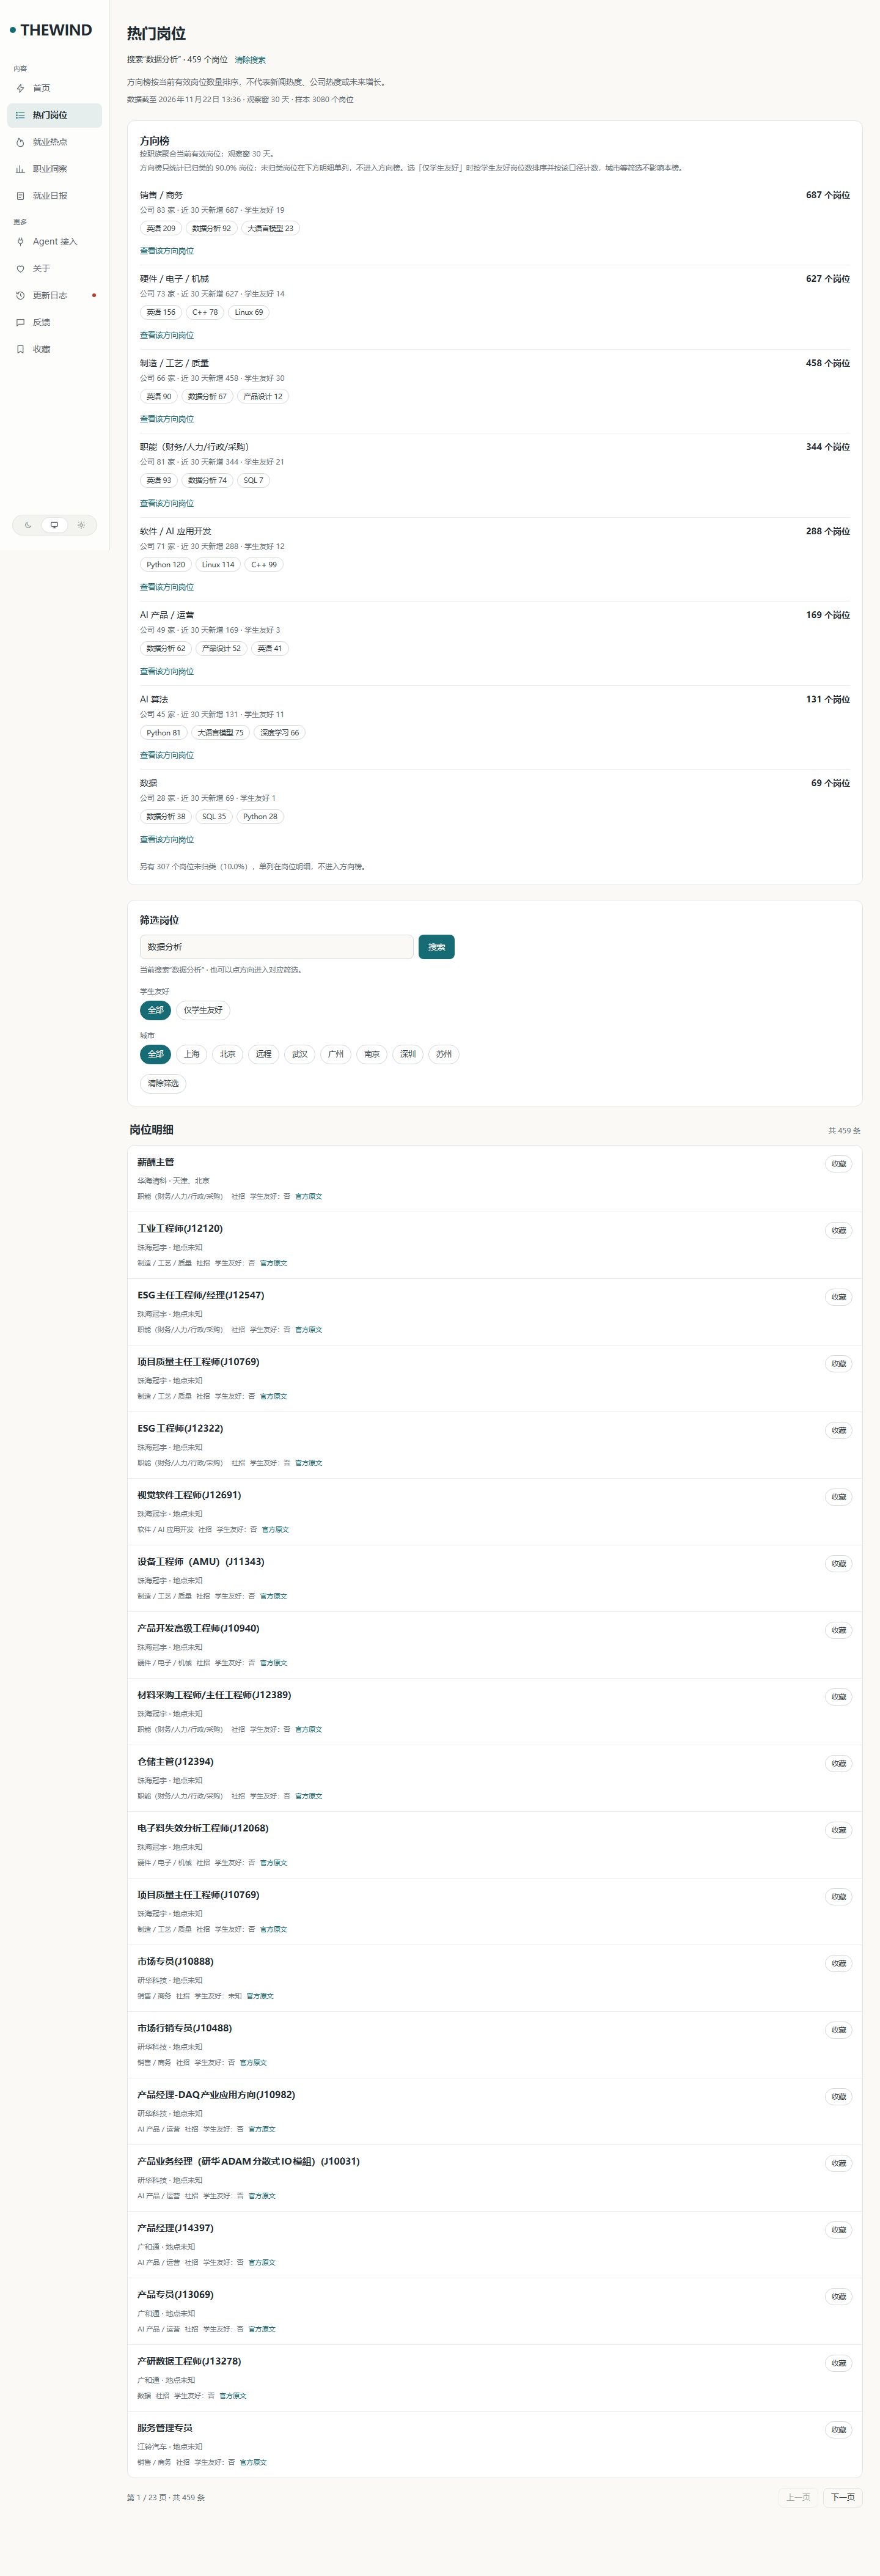 THEWIND
内容
首页
热门岗位
就业热点
职业洞察
就业日报
更多
Agent 接入
关于
更新日志
反馈
收藏
热门岗位
搜索“数据分析” · 459 个岗位 清除搜索
方向榜按当前有效岗位数量排序，不代表新闻热度、公司热度或未来增长。
数据截至 2026年11月22日 13:36 · 观察窗 30 天 · 样本 3080 个岗位
方向榜
按职族聚合当前有效岗位；观察窗 30 天。
方向榜只统计已归类的 90.0% 岗位；未归类岗位在下方明细单列，不进入方向榜。选「仅学生友好」时按学生友好岗位数排序并按该口径计数，城市等筛选不影响本榜。
销售 / 商务 687 个岗位
公司 83 家 · 近 30 天新增 687 · 学生友好 19
英语 209 数据分析 92 大语言模型 23
查看该方向岗位
硬件 / 电子 / 机械 627 个岗位
公司 73 家 · 近 30 天新增 627 · 学生友好 14
英语 156 C++ 78 Linux 69
查看该方向岗位
制造 / 工艺 / 质量 458 个岗位
公司 66 家 · 近 30 天新增 458 · 学生友好 30
英语 90 数据分析 67 产品设计 12
查看该方向岗位
职能（财务/人力/行政/采购） 344 个岗位
公司 81 家 · 近 30 天新增 344 · 学生友好 21
英语 93 数据分析 74 SQL 7
查看该方向岗位
软件 / AI 应用开发 288 个岗位
公司 71 家 · 近 30 天新增 288 · 学生友好 12
Python 120 Linux 114 C++ 99
查看该方向岗位
AI 产品 / 运营 169 个岗位
公司 49 家 · 近 30 天新增 169 · 学生友好 3
数据分析 62 产品设计 52 英语 41
查看该方向岗位
AI 算法 131 个岗位
公司 45 家 · 近 30 天新增 131 · 学生友好 11
Python 81 大语言模型 75 深度学习 66
查看该方向岗位
数据 69 个岗位
公司 28 家 · 近 30 天新增 69 · 学生友好 1
数据分析 38 SQL 35 Python 28
查看该方向岗位
另有 307 个岗位未归类（10.0%），单列在岗位明细，不进入方向榜。
筛选岗位
数据分析 搜索
当前搜索“数据分析” · 也可以点方向进入对应筛选。
学生友好
全部 仅学生友好
城市
全部 上海 北京 远程 武汉 广州 南京 深圳 苏州
清除筛选
岗位明细 共 459 条
薪酬主管 收藏
华海清科 · 天津、北京
职能（财务/人力/行政/采购） 社招 学生友好：否 官方原文
工业工程师(J12120) 收藏
珠海冠宇 · 地点未知
制造 / 工艺 / 质量 社招 学生友好：否 官方原文
ESG主任工程师/经理(J12547) 收藏
珠海冠宇 · 地点未知
职能（财务/人力/行政/采购） 社招 学生友好：否 官方原文
项目质量主任工程师(J10769) 收藏
珠海冠宇 · 地点未知
制造 / 工艺 / 质量 社招 学生友好：否 官方原文
ESG工程师(J12322) 收藏
珠海冠宇 · 地点未知
职能（财务/人力/行政/采购） 社招 学生友好：否 官方原文
视觉软件工程师(J12691) 收藏
珠海冠宇 · 地点未知
软件 / AI 应用开发 社招 学生友好：否 官方原文
设备工程师（AMU）(J11343) 收藏
珠海冠宇 · 地点未知
制造 / 工艺 / 质量 社招 学生友好：否 官方原文
产品开发高级工程师(J10940) 收藏
珠海冠宇 · 地点未知
硬件 / 电子 / 机械 社招 学生友好：否 官方原文
材料采购工程师/主任工程师(J12389) 收藏
珠海冠宇 · 地点未知
职能（财务/人力/行政/采购） 社招 学生友好：否 官方原文
仓储主管(J12394) 收藏
珠海冠宇 · 地点未知
职能（财务/人力/行政/采购） 社招 学生友好：否 官方原文
电子料失效分析工程师(J12068) 收藏
珠海冠宇 · 地点未知
硬件 / 电子 / 机械 社招 学生友好：否 官方原文
项目质量主任工程师(J10769) 收藏
珠海冠宇 · 地点未知
制造 / 工艺 / 质量 社招 学生友好：否 官方原文
市场专员(J10888) 收藏
研华科技 · 地点未知
销售 / 商务 社招 学生友好：未知 官方原文
市场行销专员(J10488) 收藏
研华科技 · 地点未知
销售 / 商务 社招 学生友好：否 官方原文
产品经理-DAQ产业应用方向(J10982) 收藏
研华科技 · 地点未知
AI 产品 / 运营 社招 学生友好：否 官方原文
产品业务经理（研华ADAM分散式IO模組）(J10031) 收藏
研华科技 · 地点未知
AI 产品 / 运营 社招 学生友好：否 官方原文
产品经理(J14397) 收藏
广和通 · 地点未知
AI 产品 / 运营 社招 学生友好：否 官方原文
产品专员(J13069) 收藏
广和通 · 地点未知
AI 产品 / 运营 社招 学生友好：否 官方原文
产研数据工程师(J13278) 收藏
广和通 · 地点未知
数据 社招 学生友好：否 官方原文
服务管理专员 收藏
江铃汽车 · 地点未知
销售 / 商务 社招 学生友好：否 官方原文
第 1 / 23 页 · 共 459 条 上一页 下一页